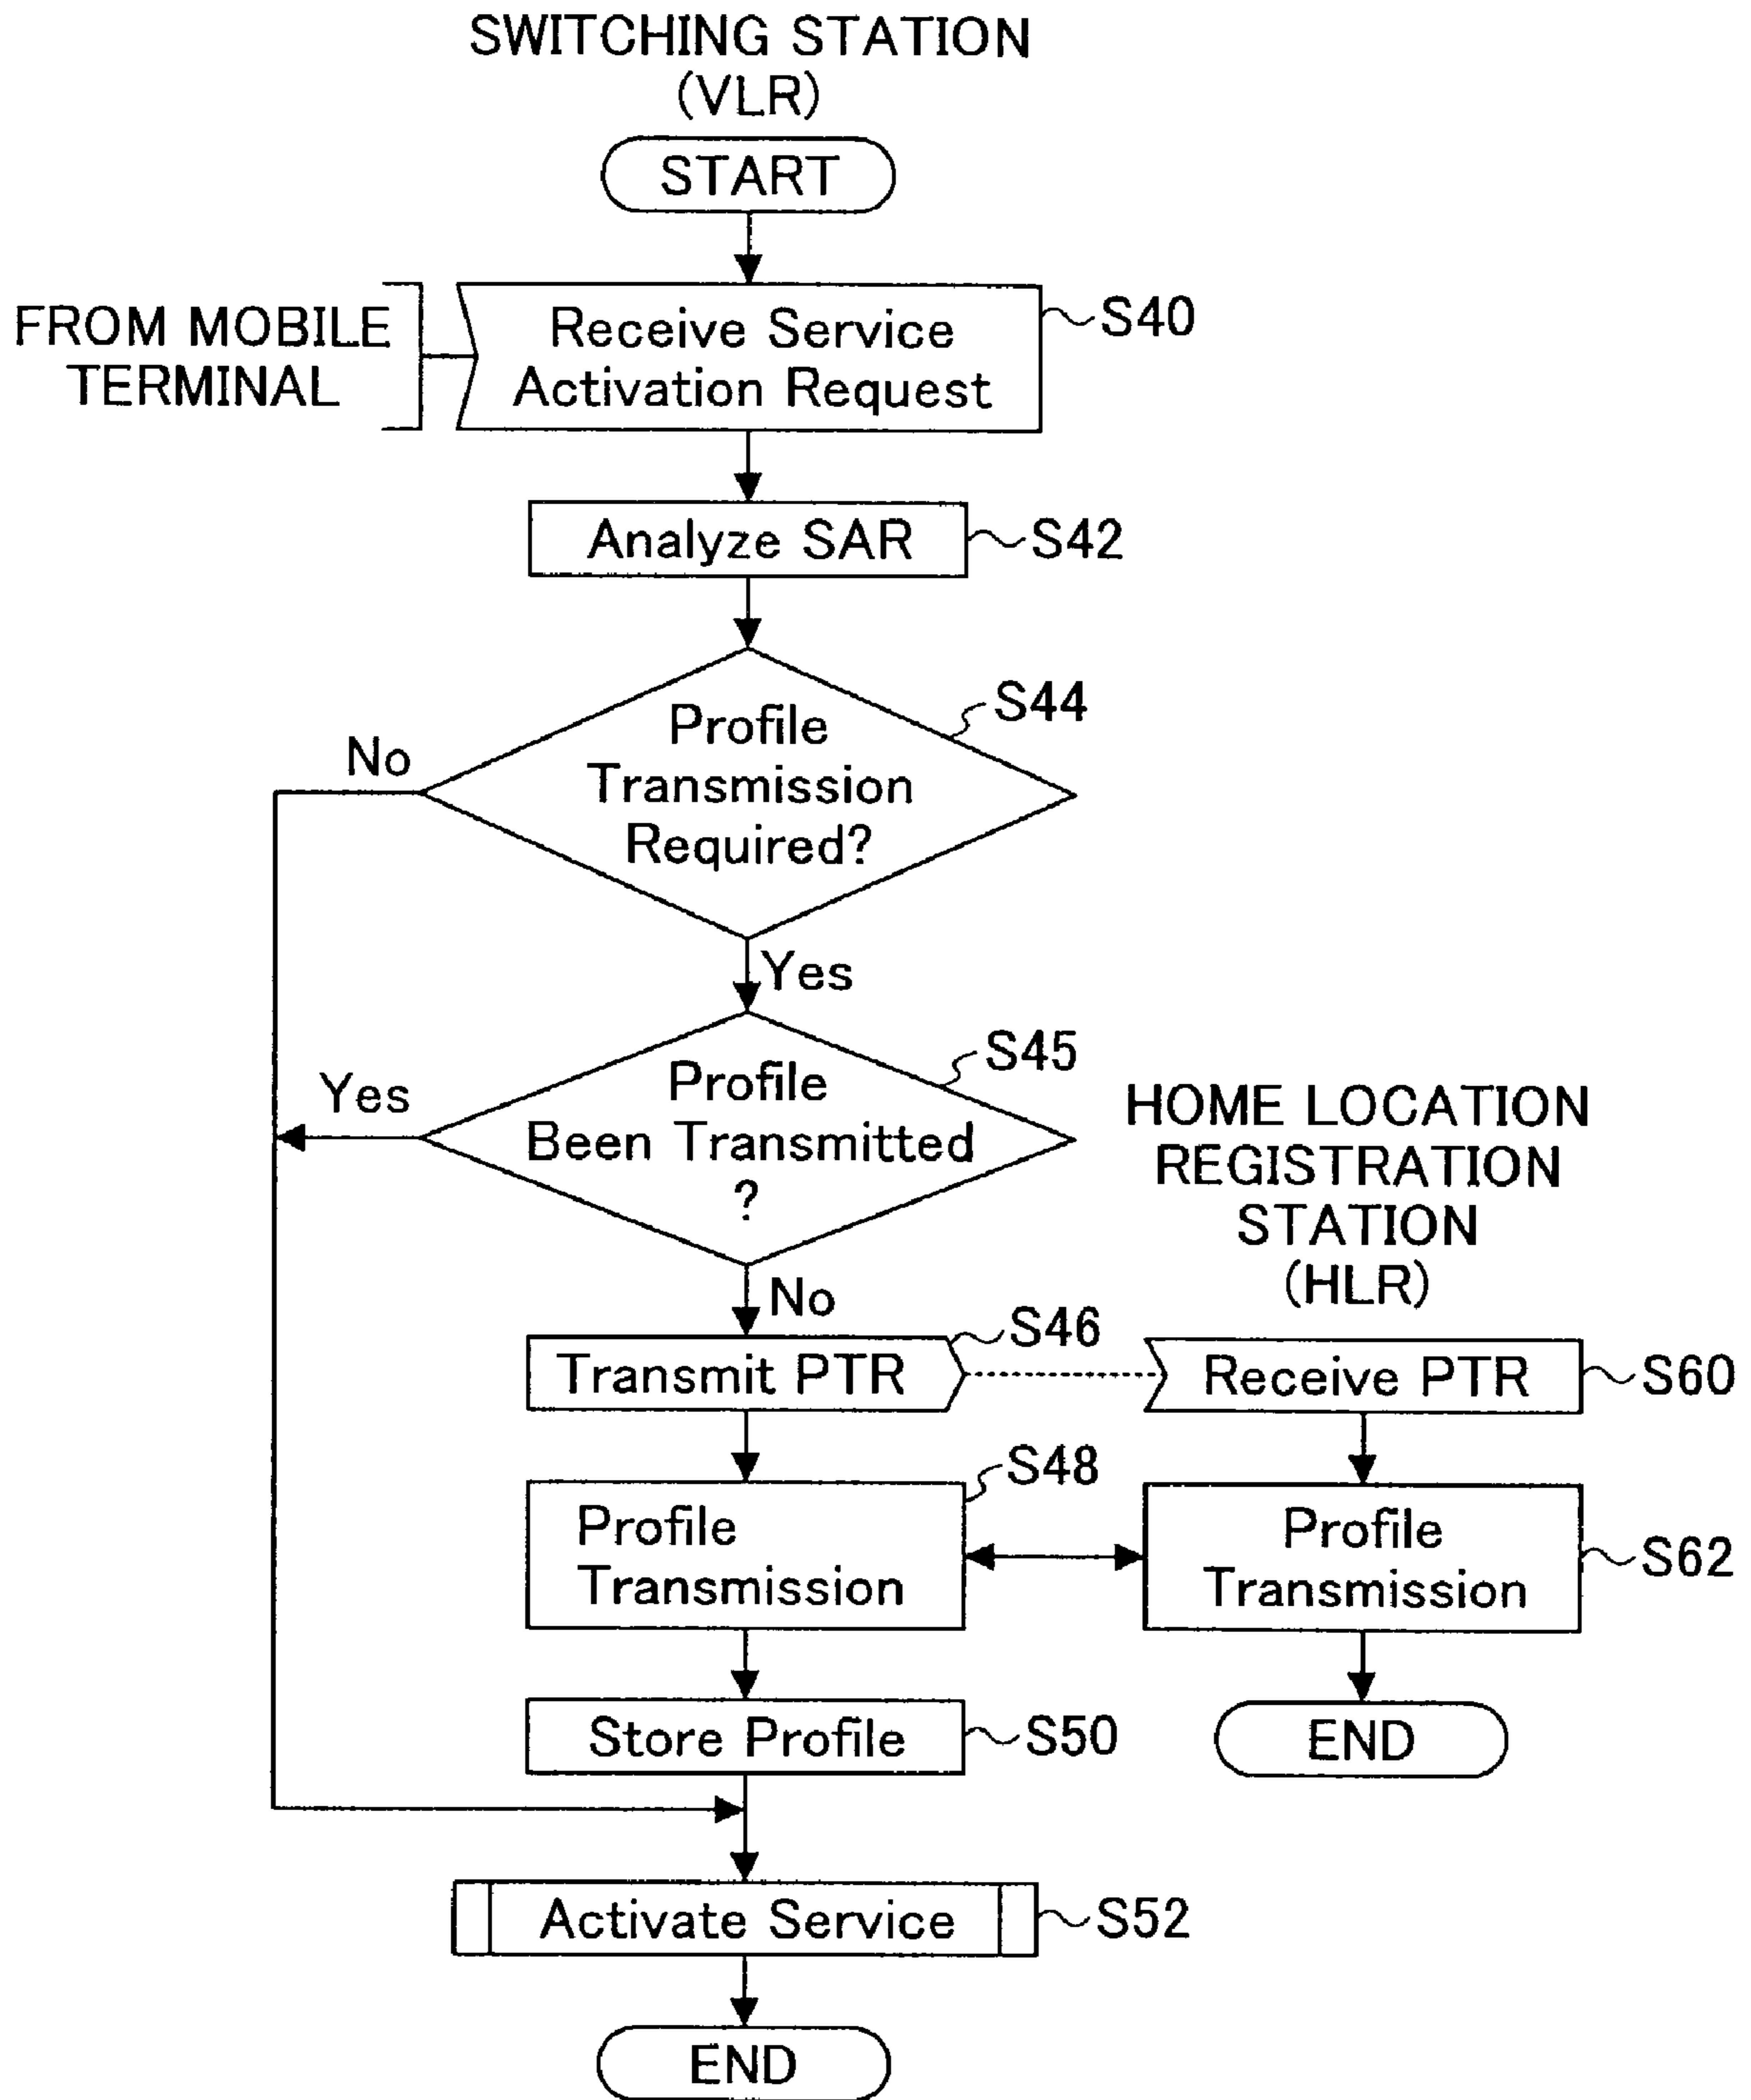 SWITCHING STATION
(VLR)
START
FROM MOBILE
TERMINAL
Receive Service
Activation Request
S40
Analyze SAR
S42
S44
Profile
Transmission
Required?
No
Yes
S45
Profile
Been Transmitted
?
Yes
No
HOME LOCATION
REGISTRATION
STATION
(HLR)
S46
Transmit PTR
Receive PTR
S60
S48
Profile
Transmission
Profile
Transmission
S62
Store Profile
S50
END
Activate Service
S52
END